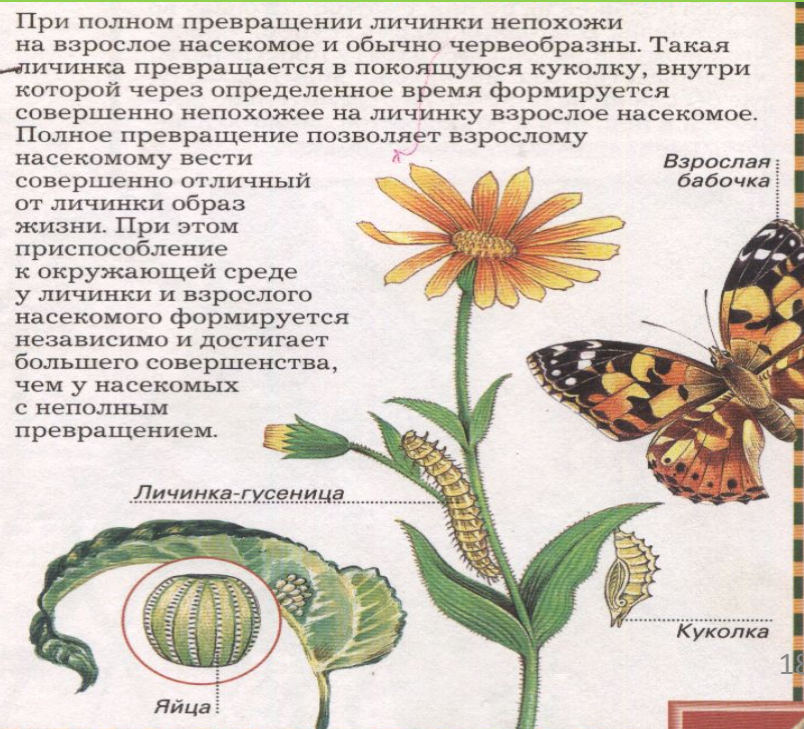 При полном превращении личинки непохожи
на взрослое насекомое и обычно червеобразны. Такая
личинка превращается в покоящуюся куколку, внутри
которой через определенное время формируется
совершенно непохожее на личинку взрослое насекомое.
Полное превращение позволяет взрослому
насекомому вести
совершенно отличный
от личинки образ
жизни. При этом
приспособление
к окружающей среде
у личинки и взрослого
насекомого формируется
независимо и достигает
большего совершенства,
чем у насекомых
с неполным
превращением.
Взрослая
бабочка
Личинка-гусеница
Куколка
Яйца